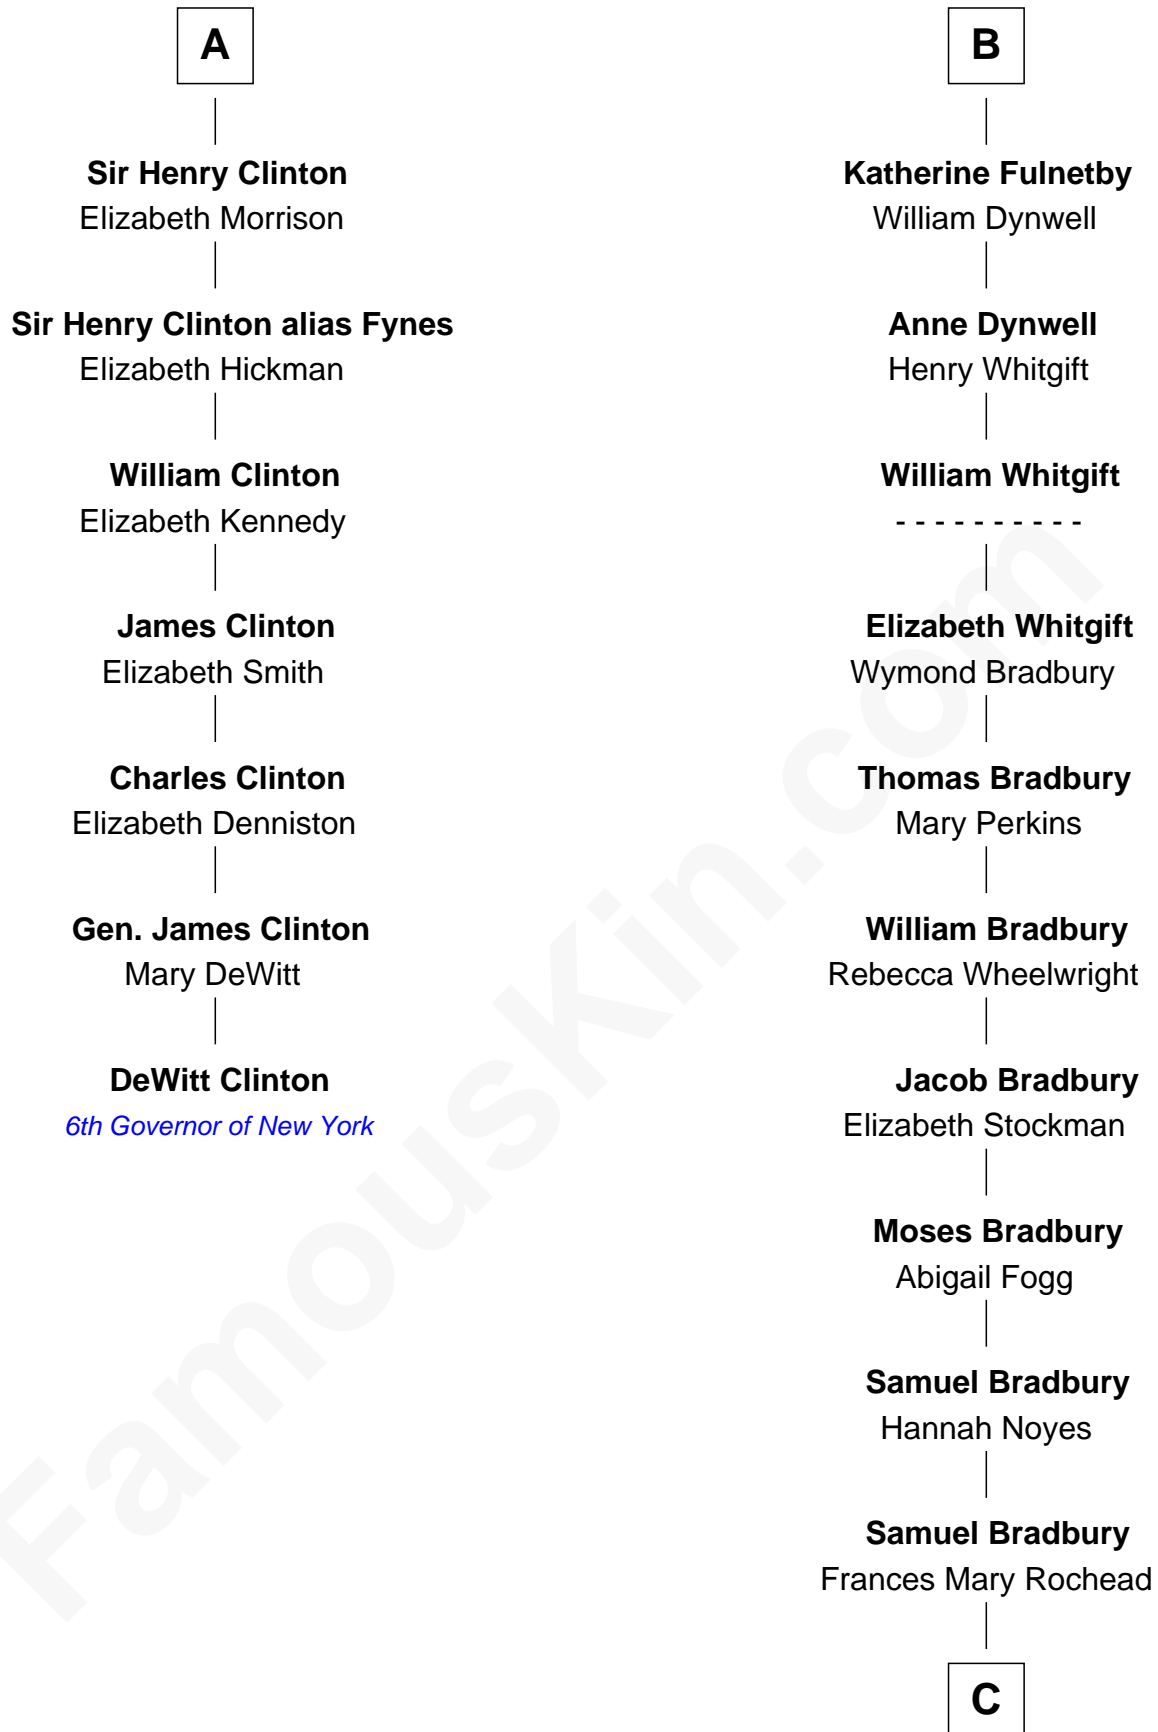 A
Sir Henry Clinton
Elizabeth Morrison
Sir Henry Clinton alias Fynes
Elizabeth Hickman
William Clinton
Elizabeth Kennedy
James Clinton
Elizabeth Smith
Charles Clinton
Elizabeth Denniston
Gen. James Clinton
Mary DeWitt
DeWitt Clinton
6th Governor of New York
B
Katherine Fulnetby
William Dynwell
Anne Dynwell
Henry Whitgift
William Whitgift
- - - - - - - - - -
Elizabeth Whitgift
Wymond Bradbury
Thomas Bradbury
Mary Perkins
William Bradbury
Rebecca Wheelwright
Jacob Bradbury
Elizabeth Stockman
Moses Bradbury
Abigail Fogg
Samuel Bradbury
Hannah Noyes
Samuel Bradbury
Frances Mary Rochead
C
FamousKin.com